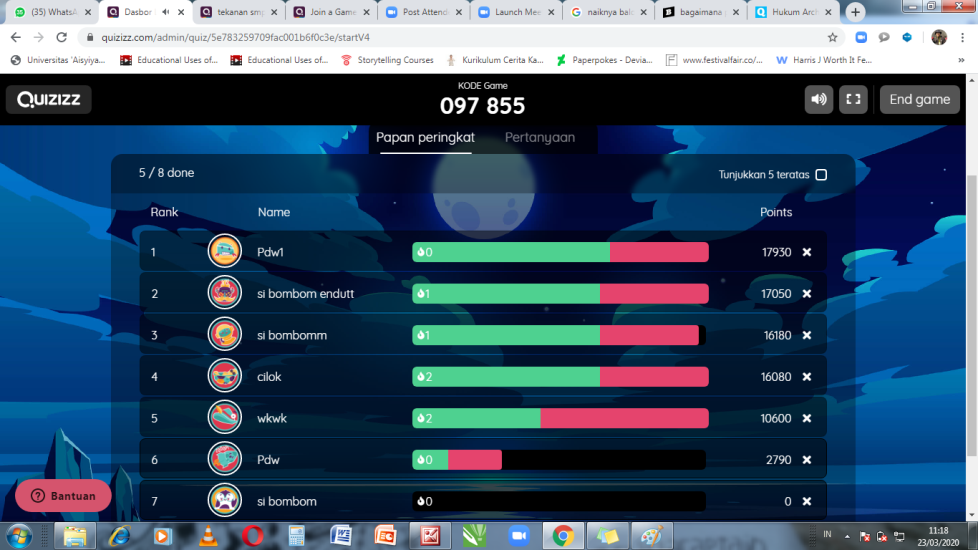 (35) WhatsA
Dasbor
tekanan smp
Join a Game
Post Attenda
Launch Mee
naiknya bal
bagaimana
Hukum Arch
quizizz.com/admin/quiz/5e783259709fac001b6f0c3e/startV4
Universitas 'Aisyiya...
Educational Uses of...
Educational Uses of...
Storytelling Courses
Kurikulum Cerita Ka...
Paperpokes - Devia...
www.festivalfair.co/...
Harris J Worth It Fe...
QUIZIZZ
KODE Game
097 855
End game
Papan peringkat
Pertanyaan
5 / 8 done
Tunjukkan 5 teratas
Rank Name Points
1 Pdw1 0 17930
2 si bombom endutt 1 17050
3 si bombomm 1 16180
4 cilok 2 16080
5 wkwk 2 10600
6 Pdw 0 2790
7 si bombom 0 0
Bantuan
IN
11:18
23/03/2020